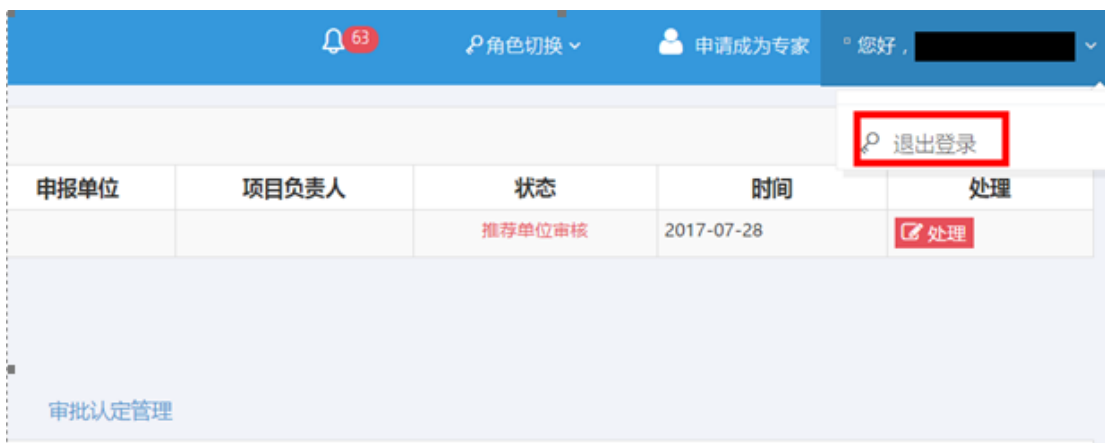 63 角色切换 申请成为专家 您好，
退出登录
申报单位 项目负责人 状态 时间 处理
推荐单位审核 2017-07-28 处理
审批认定管理